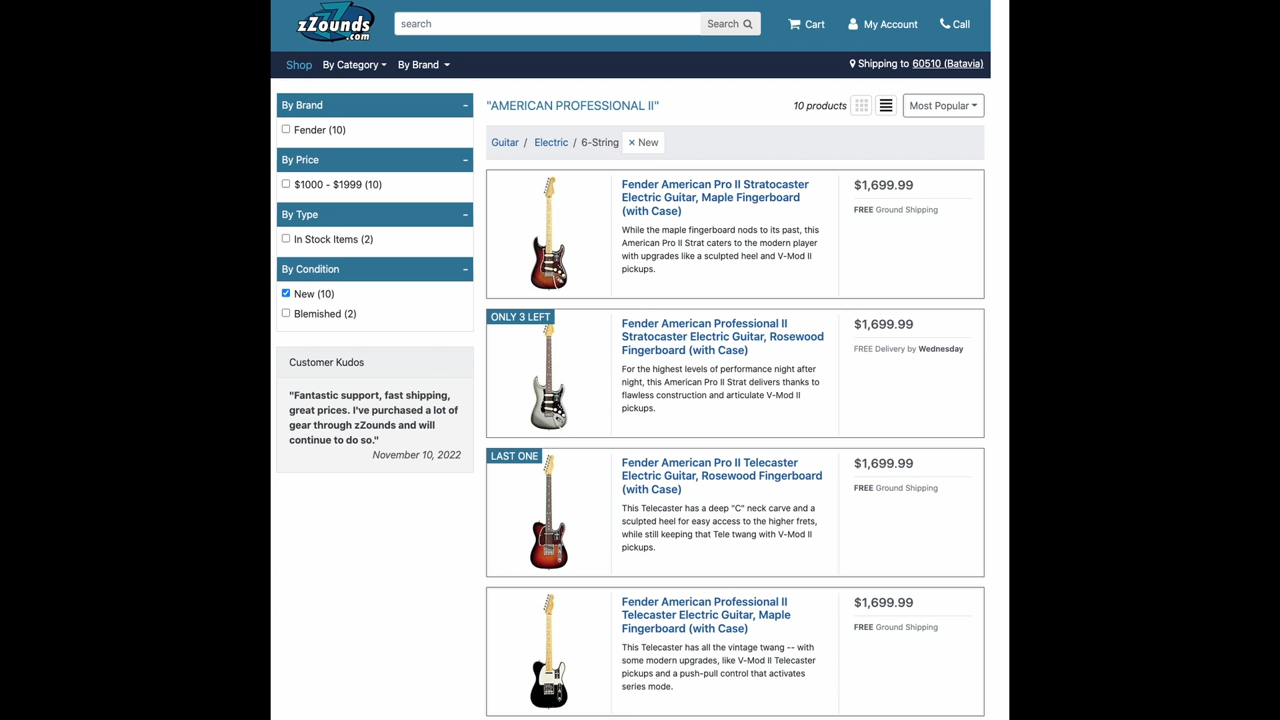 zZounds
.com
search
Search
Cart
My Account
Call
Shop
By Category
By Brand
Shipping to 60510 (Batavia)
By Brand -
Fender (10)
By Price -
$1000 - $1999 (10)
By Type -
In Stock Items (2)
By Condition -
New (10)
Blemished (2)
Customer Kudos
"Fantastic support, fast shipping,
great prices. I've purchased a lot of
gear through zZounds and will
continue to do so."
November 10, 2022
"AMERICAN PROFESSIONAL II"
10 products
Most Popular
Guitar / Electric / 6-String × New
Fender American Pro II Stratocaster
Electric Guitar, Maple Fingerboard
(with Case)
While the maple fingerboard nods to its past, this
American Pro II Strat caters to the modern player
with upgrades like a sculpted heel and V-Mod II
pickups.
$1,699.99
FREE Ground Shipping
ONLY 3 LEFT
Fender American Professional II
Stratocaster Electric Guitar, Rosewood
Fingerboard (with Case)
For the highest levels of performance night after
night, this American Pro II Strat delivers thanks to
flawless construction and articulate V-Mod II
pickups.
$1,699.99
FREE Delivery by Wednesday
LAST ONE
Fender American Pro II Telecaster
Electric Guitar, Rosewood Fingerboard
(with Case)
This Telecaster has a deep "C" neck carve and a
sculpted heel for easy access to the higher frets,
while still keeping that Tele twang with V-Mod II
pickups.
$1,699.99
FREE Ground Shipping
Fender American Professional II
Telecaster Electric Guitar, Maple
Fingerboard (with Case)
This Telecaster has all the vintage twang -- with
some modern upgrades, like V-Mod II Telecaster
pickups and a push-pull control that activates
series mode.
$1,699.99
FREE Ground Shipping